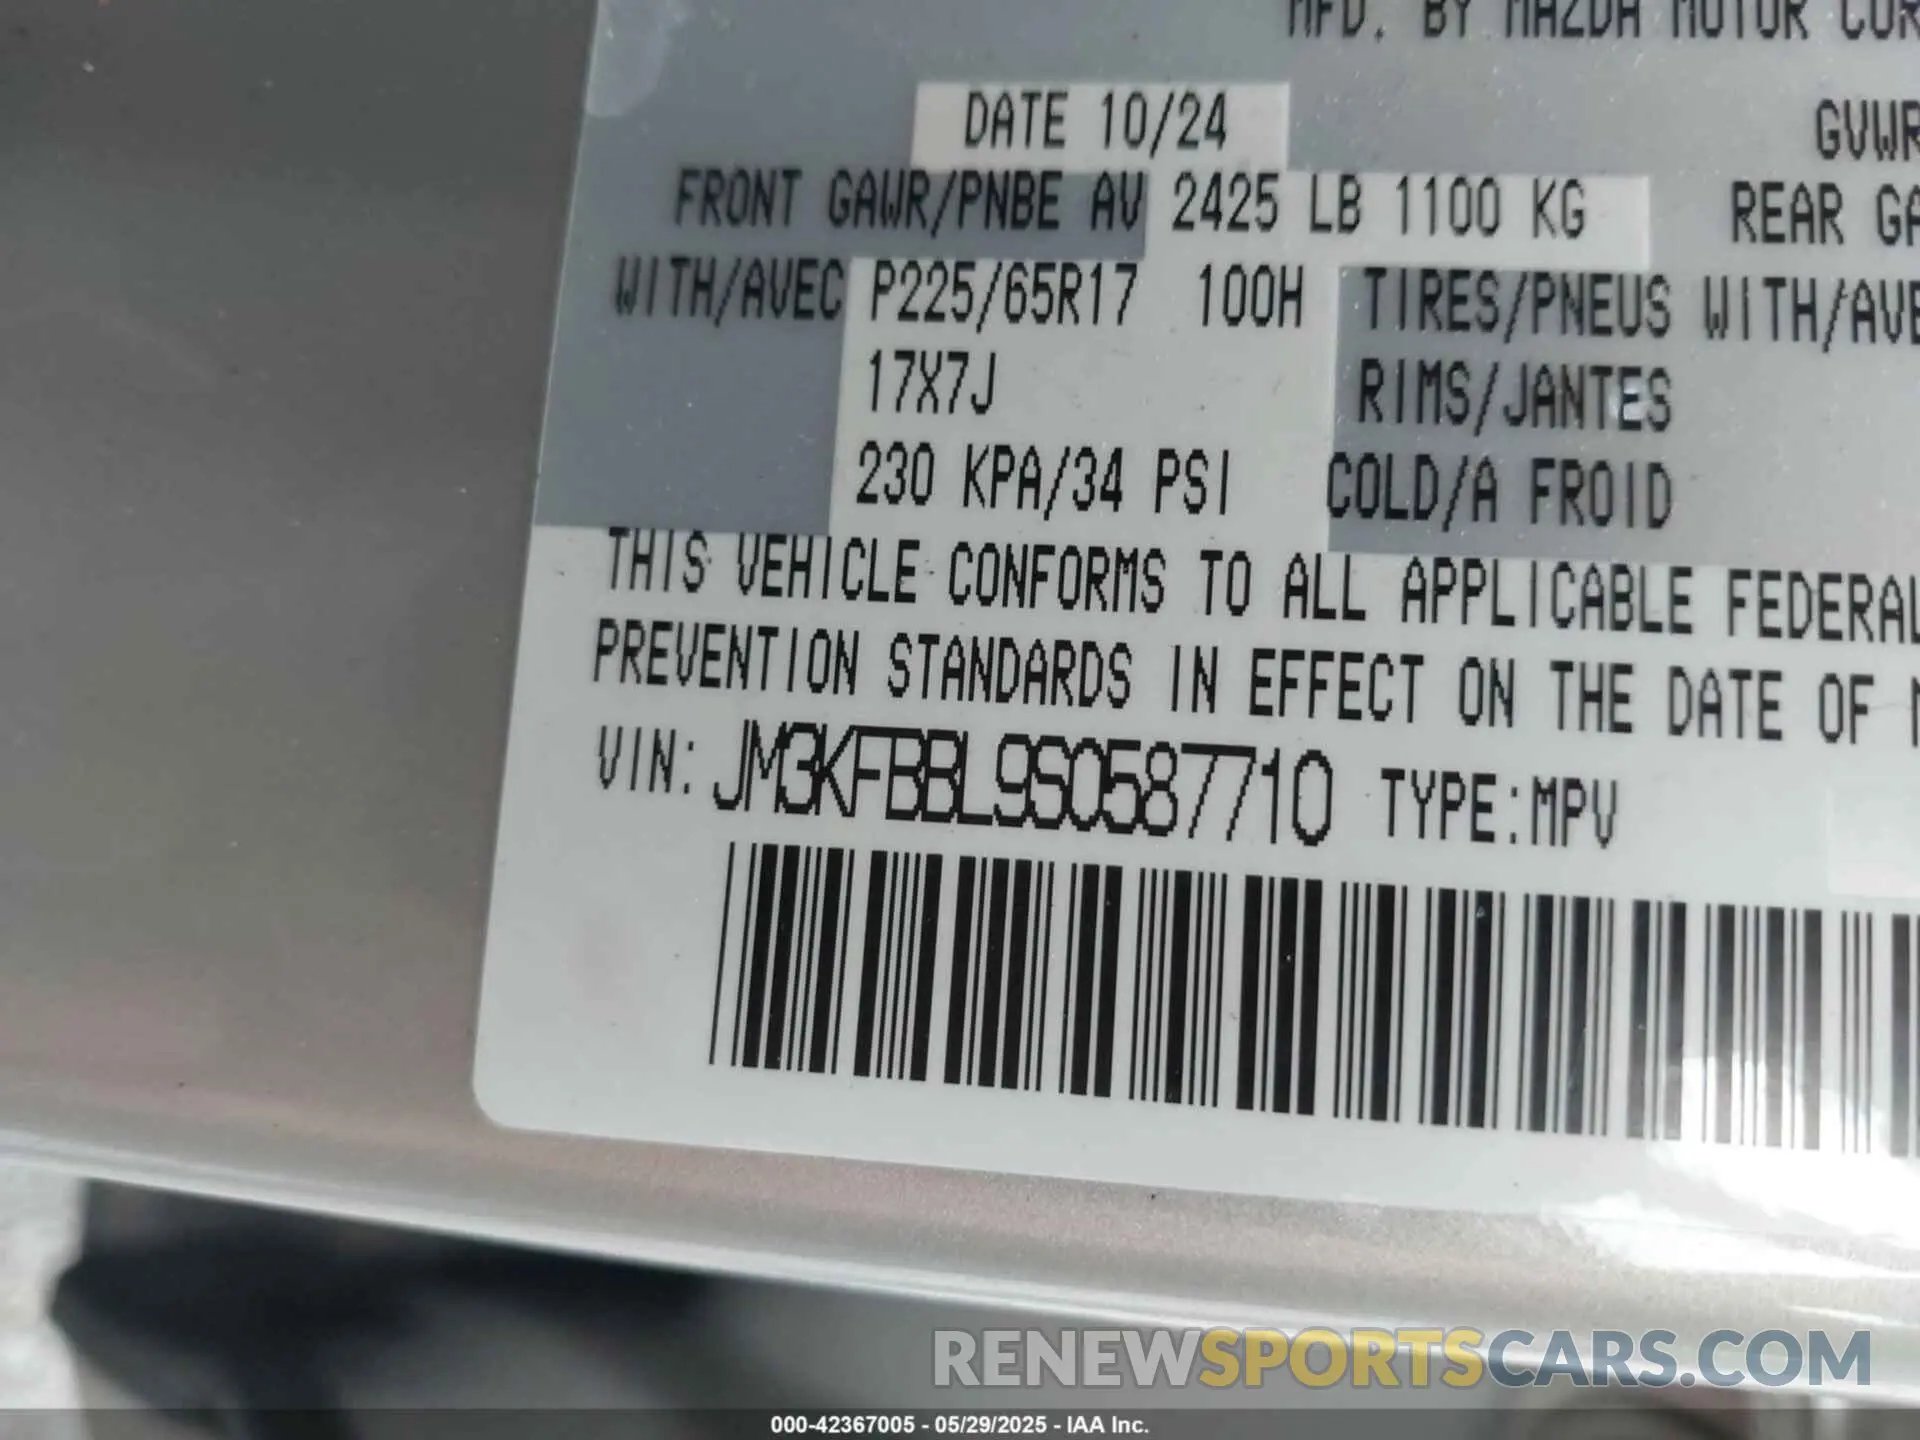 MFD. BY MAZDA MOTOR COR
DATE 10/24 GVWR
FRONT GAWR/PNBE AV 2425 LB 1100 KG REAR GA
WITH/AVEC P225/65R17 100H TIRES/PNEUS WITH/AVE
17X7J RIMS/JANTES
230 KPA/34 PSI COLD/A FROID
THIS VEHICLE CONFORMS TO ALL APPLICABLE FEDERAL
PREVENTION STANDARDS IN EFFECT ON THE DATE OF
VIN: JM3KFBBL9S0587710 TYPE:MPV
RENEWSPORTSCARS.COM
000-42367005 - 05/29/2025 - IAA Inc.